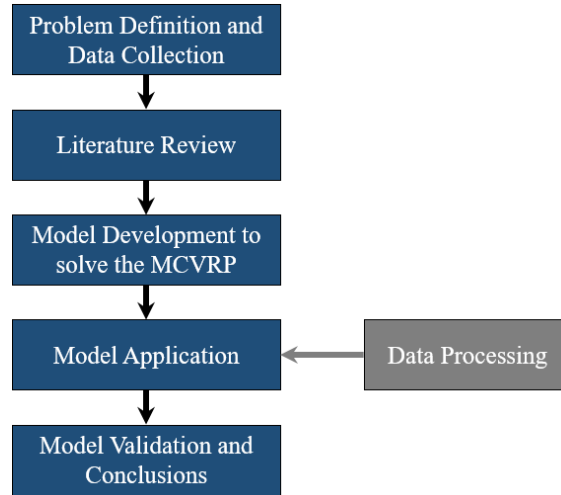 Problem Definition and
Data Collection
Literature Review
Model Development to
solve the MCVRP
Model Application
Data Processing
Model Validation and
Conclusions